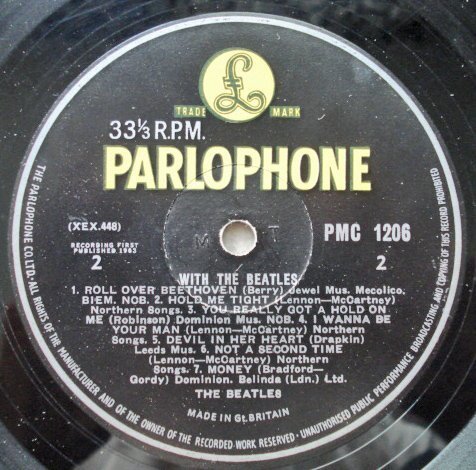 £
TRADE MARK
33⅓ R.P.M.
PARLOPHONE
(XEX.448)
PMC 1206
RECORDING FIRST
PUBLISHED 1963
2
2
WITH THE BEATLES
1. ROLL OVER BEETHOVEN (Berry) Jewel Mus. Mecolico.
BIEM. NCB. 2. HOLD ME TIGHT (Lennon—McCartney)
Northern Songs. 3. YOU REALLY GOT A HOLD ON
ME (Robinson) Dominion Mus. NCB. 4. I WANNA BE
YOUR MAN (Lennon—McCartney) Northern
Songs. 5. DEVIL IN HER HEART (Drapkin)
Leeds Mus. 6. NOT A SECOND TIME
(Lennon—McCartney) Northern
Songs. 7. MONEY (Bradford—
Gordy) Dominion. Belinda (Ldn.) Ltd.
THE BEATLES
MADE IN GT. BRITAIN
THE PARLOPHONE CO. LTD. ALL RIGHTS OF THE MANUFACTURER AND OF THE OWNER OF THE RECORDED WORK RESERVED · UNAUTHORISED PUBLIC PERFORMANCE BROADCASTING AND COPYING OF THIS RECORD PROHIBITED